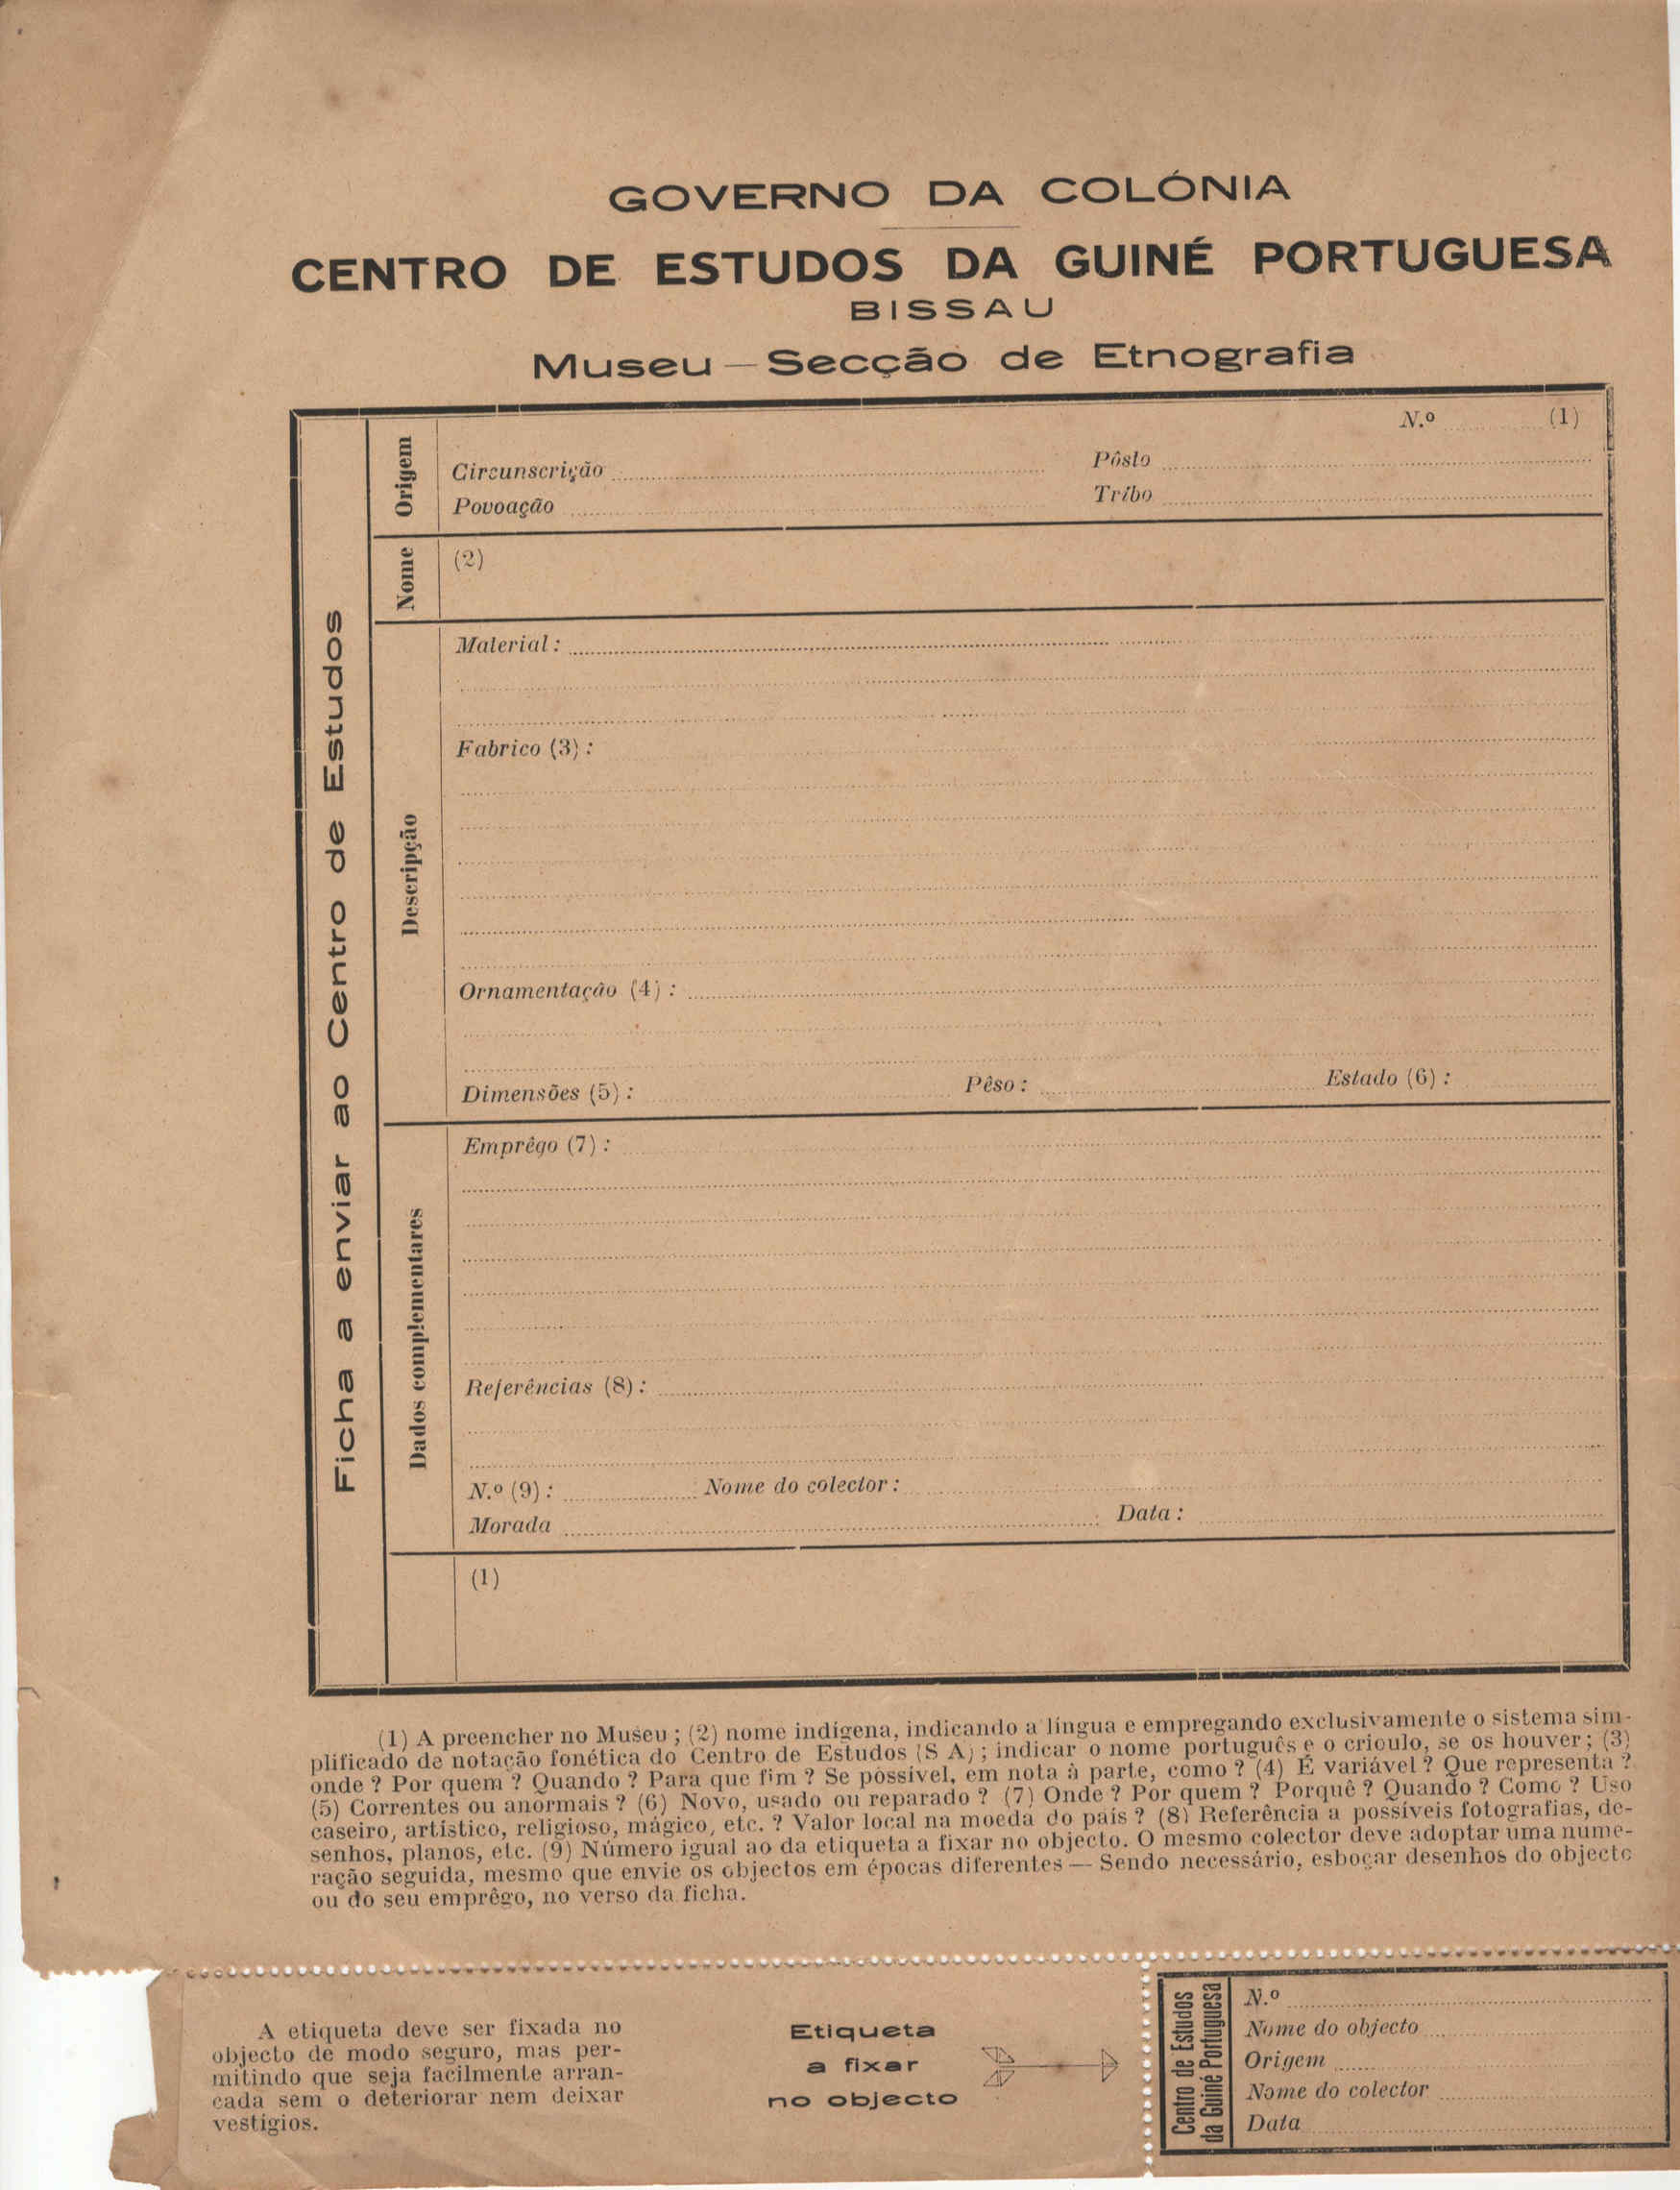 GOVERNO DA COLÓNIA
CENTRO DE ESTUDOS DA GUINÉ PORTUGUESA
BISSAU
Museu — Secção de Etnografia
Ficha a enviar ao Centro de Estudos
Origem
N.º (1)
Circunscrição Pôsto
Povoação Tríbo
Nome
(2)
Descripção
Material:
Fabrico (3):
Ornamentação (4):
Dimensões (5): Pêso: Estado (6):
Dados complementares
Emprêgo (7):
Referências (8):
N.º (9): Nome do colector:
Morada Data:
(1)
(1) A preencher no Museu; (2) nome indígena, indicando a língua e empregando exclusivamente o sistema sim-
plificado de notação fonética do Centro de Estudos (S A); indicar o nome português e o crioulo, se os houver; (3)
onde? Por quem? Quando? Para que fim? Se possível, em nota à parte, como? (4) É variável? Que representa?
(5) Correntes ou anormais? (6) Novo, usado ou reparado? (7) Onde? Por quem? Porquê? Quando? Como? Uso
caseiro, artístico, religioso, mágico, etc.? Valor local na moeda do país? (8) Referência a possíveis fotografias, de-
senhos, planos, etc. (9) Número igual ao da etiqueta a fixar no objecto. O mesmo colector deve adoptar uma nume-
ração seguida, mesmo que envie os objectos em épocas diferentes — Sendo necessário, esboçar desenhos do objecto
ou do seu emprêgo, no verso da ficha.
A etiqueta deve ser fixada no
objecto de modo seguro, mas per-
mitindo que seja facilmente arran-
cada sem o deteriorar nem deixar
vestígios.
Etiqueta
a fixar
no objecto
Centro de Estudos
da Guiné Portuguesa
N.º
Nome do objecto
Origem
Nome do colector
Data